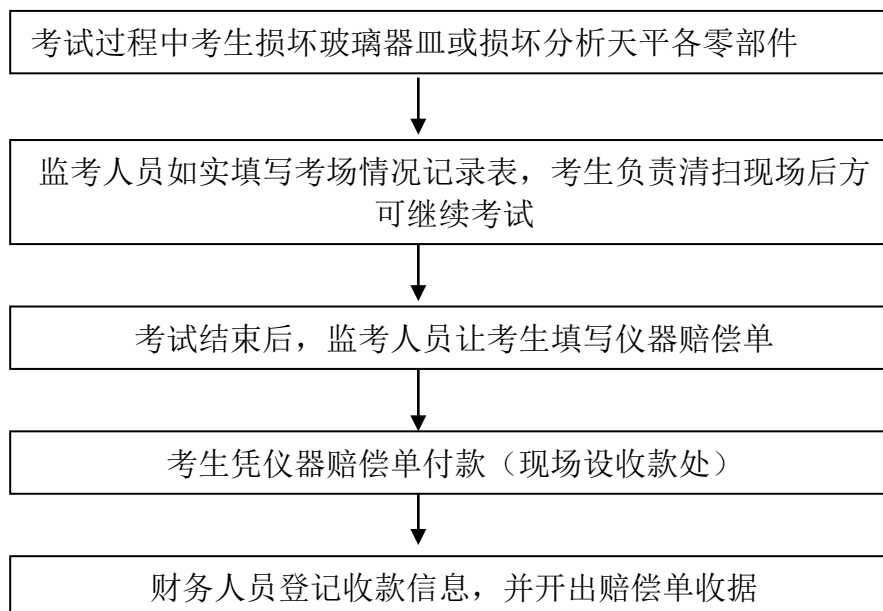 考试过程中考生损坏玻璃器皿或损坏分析天平各零部件
监考人员如实填写考场情况记录表，考生负责清扫现场后方
可继续考试
考试结束后，监考人员让考生填写仪器赔偿单
考生凭仪器赔偿单付款（现场设收款处）
财务人员登记收款信息，并开出赔偿单收据